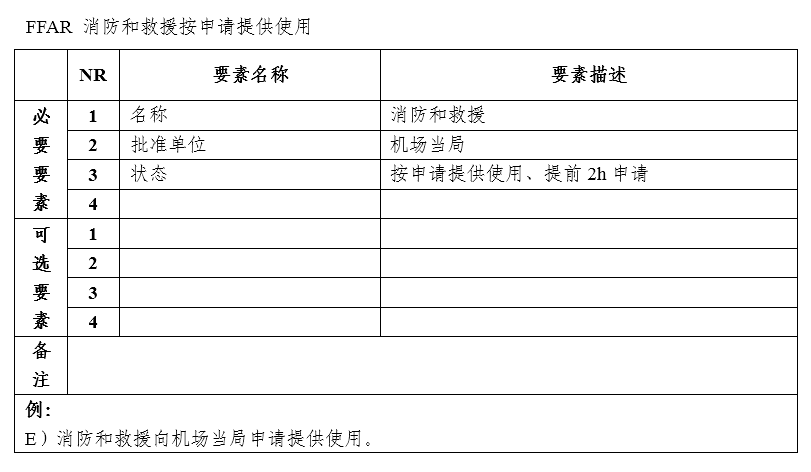 FFAR 消防和救援按申请提供使用
NR 要素名称 要素描述
必要要素
1 名称 消防和救援
2 批准单位 机场当局
3 状态 按申请提供使用、提前 2h 申请
4
可选要素
1
2
3
4
备注
例：
E）消防和救援向机场当局申请提供使用。